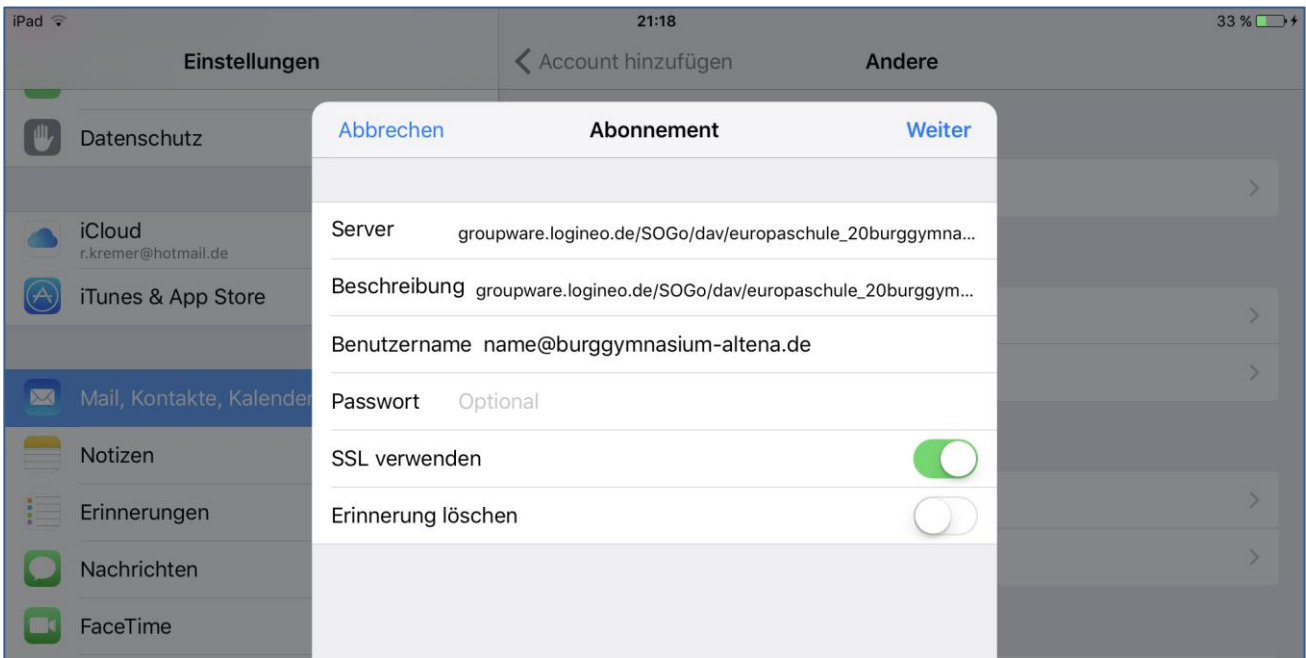 iPad 21:18 33 %
Einstellungen
Account hinzufügen Andere
Datenschutz
iCloud
r.kremer@hotmail.de
iTunes & App Store
Mail, Kontakte, Kalender
Notizen
Erinnerungen
Nachrichten
FaceTime
Abbrechen Abonnement Weiter
Server groupware.logineo.de/SOGo/dav/europaschule_20burggymna...
Beschreibung groupware.logineo.de/SOGo/dav/europaschule_20burggym...
Benutzername name@burggymnasium-altena.de
Passwort Optional
SSL verwenden
Erinnerung löschen